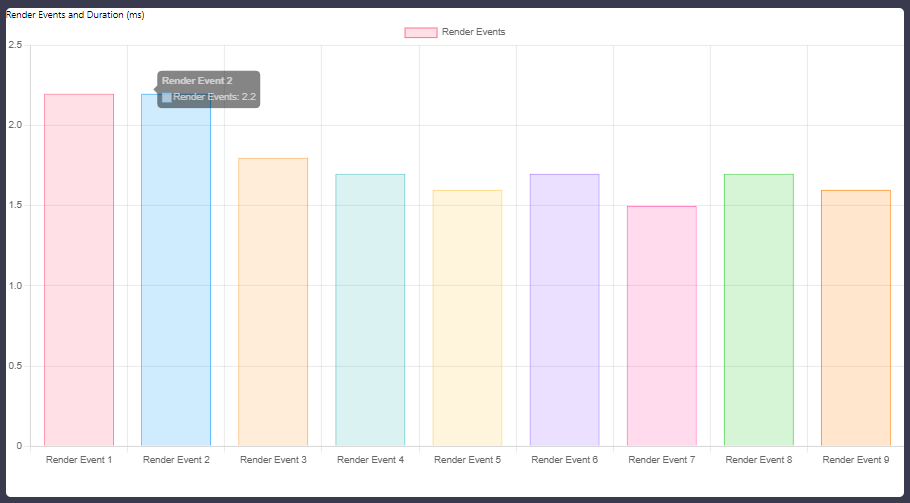 Render Events and Duration (ms)
Render Events
2.5
Render Event 2
Render Events: 2.2
2.0
1.5
1.0
0.5
0
Render Event 1 Render Event 2 Render Event 3 Render Event 4 Render Event 5 Render Event 6 Render Event 7 Render Event 8 Render Event 9